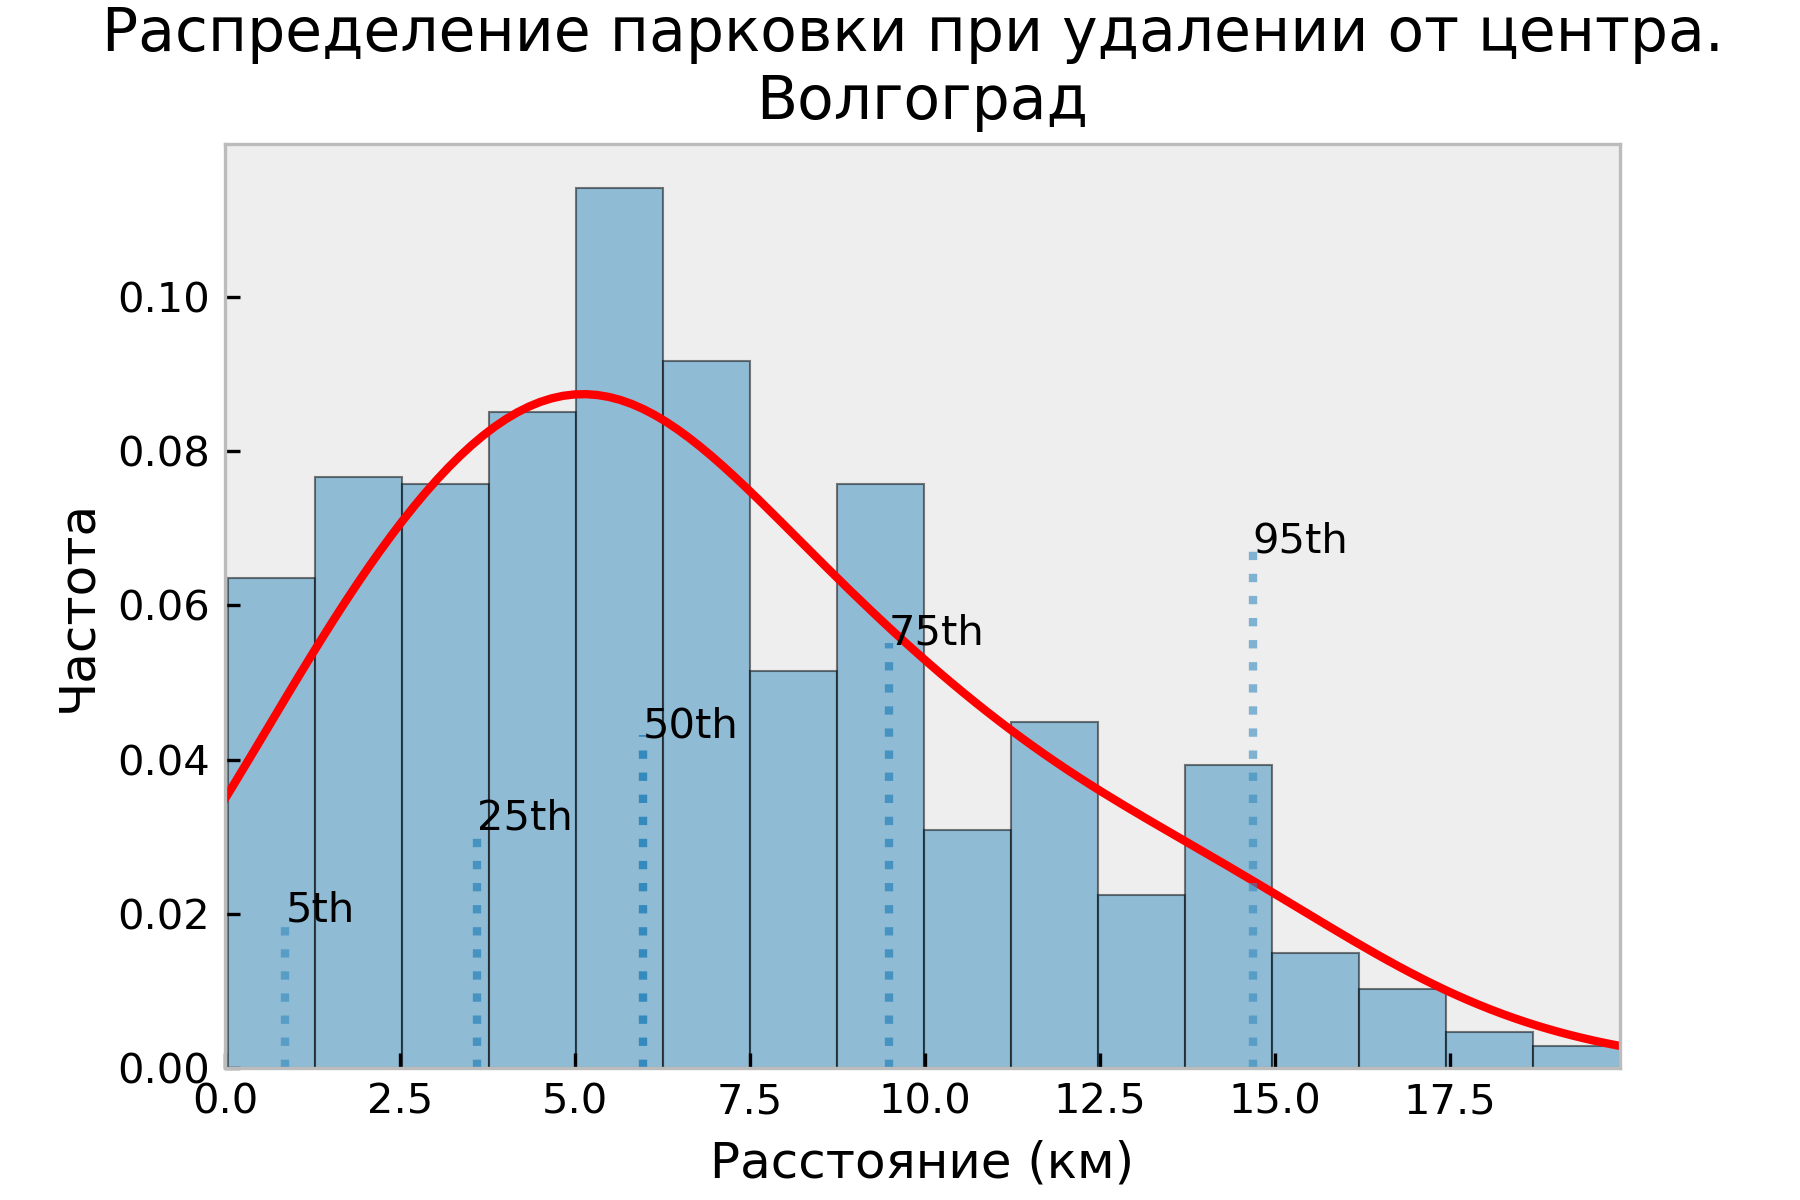 Распределение парковки при удалении от центра.
Волгоград
Частота
0.10
0.08
0.06
0.04
0.02
0.00
95th
75th
50th
25th
5th
0.0 2.5 5.0 7.5 10.0 12.5 15.0 17.5
Расстояние (км)